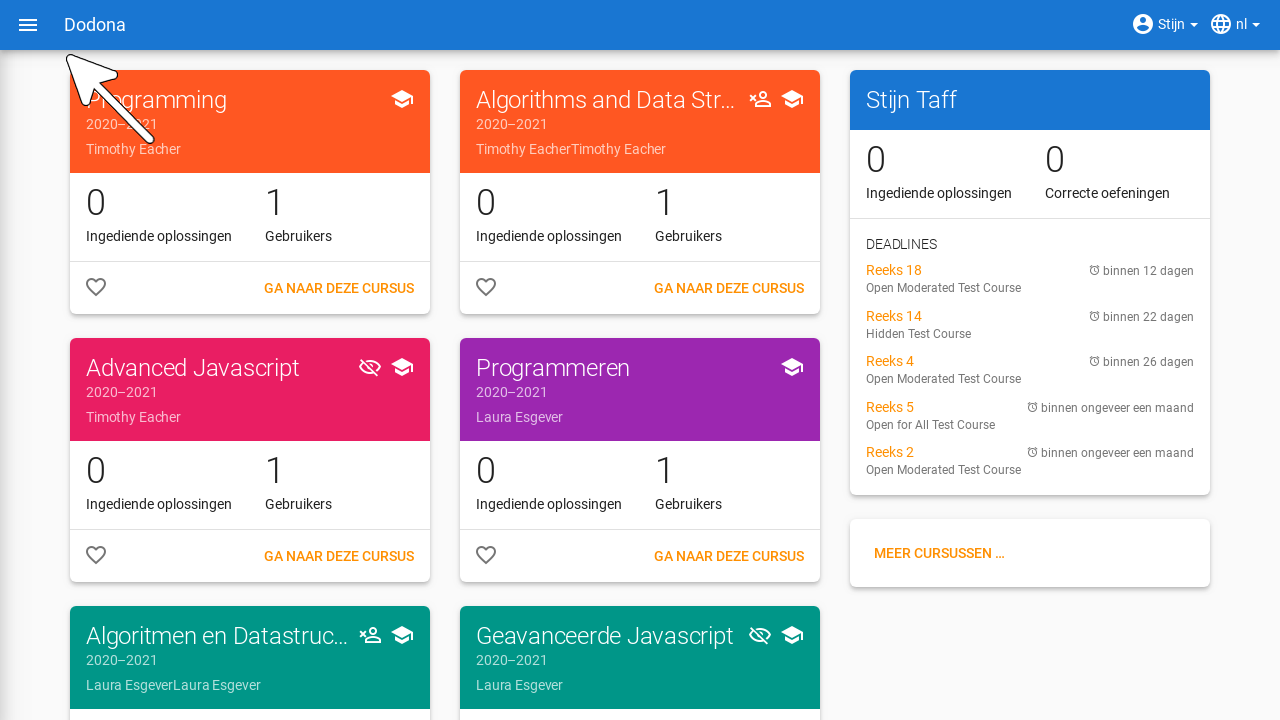 Dodona
Stijn
nl
Programming
2020–2021
Timothy Eacher
0
Ingediende oplossingen
1
Gebruikers
GA NAAR DEZE CURSUS
Algorithms and Data Str...
2020–2021
Timothy EacherTimothy Eacher
0
Ingediende oplossingen
1
Gebruikers
GA NAAR DEZE CURSUS
Advanced Javascript
2020–2021
Timothy Eacher
0
Ingediende oplossingen
1
Gebruikers
GA NAAR DEZE CURSUS
Programmeren
2020–2021
Laura Esgever
0
Ingediende oplossingen
1
Gebruikers
GA NAAR DEZE CURSUS
Algoritmen en Datastruc...
2020–2021
Laura EsgeverLaura Esgever
Geavanceerde Javascript
2020–2021
Laura Esgever
Stijn Taff
0
Ingediende oplossingen
0
Correcte oefeningen
DEADLINES
Reeks 18 binnen 12 dagen
Open Moderated Test Course
Reeks 14 binnen 22 dagen
Hidden Test Course
Reeks 4 binnen 26 dagen
Open Moderated Test Course
Reeks 5 binnen ongeveer een maand
Open for All Test Course
Reeks 2 binnen ongeveer een maand
Open Moderated Test Course
MEER CURSUSSEN ...